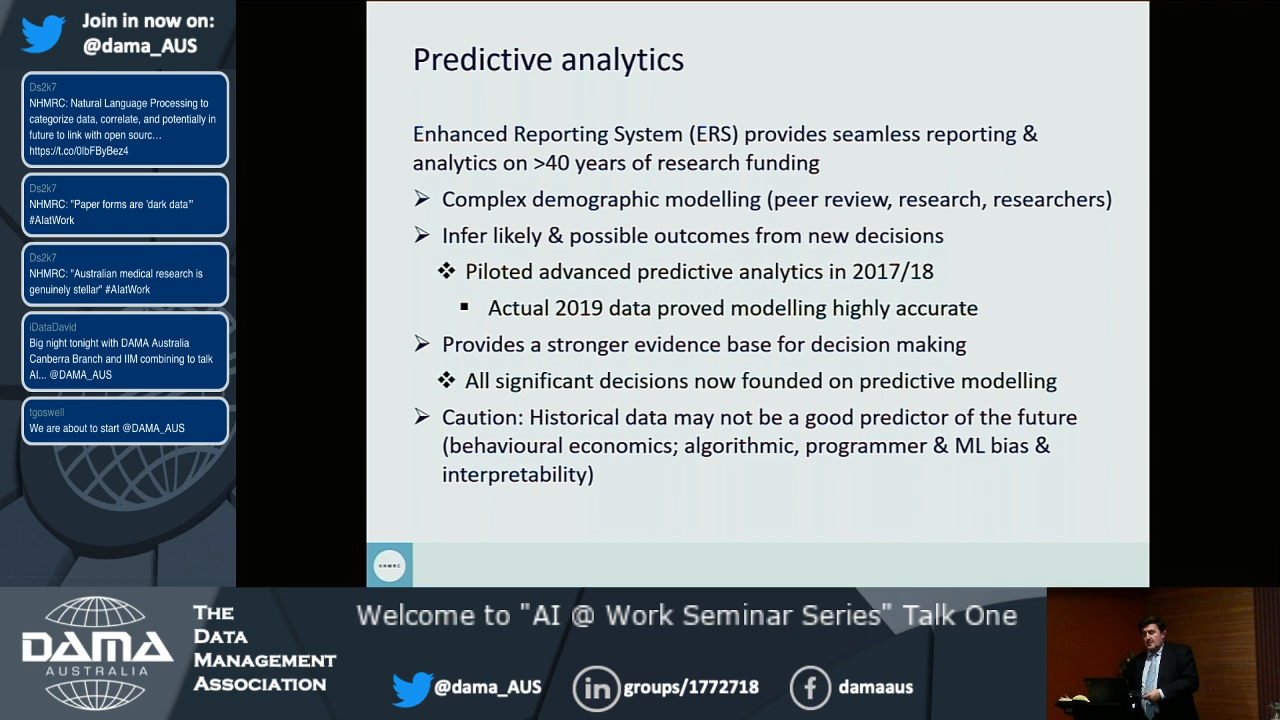 Join in now on:
@dama_AUS
Ds2k7
NHMRC: Natural Language Processing to
categorize data, correlate, and potentially in
future to link with open sourc…
https://t.co/0lbFByBez4
Ds2k7
NHMRC: "Paper forms are 'dark data'"
#AIatWork
Ds2k7
NHMRC: "Australian medical research is
genuinely stellar" #AIatWork
iDataDavid
Big night tonight with DAMA Australia
Canberra Branch and IIM combining to talk
AI... @DAMA_AUS
tgoswell
We are about to start @DAMA_AUS
Predictive analytics
Enhanced Reporting System (ERS) provides seamless reporting &
analytics on >40 years of research funding
➢ Complex demographic modelling (peer review, research, researchers)
➢ Infer likely & possible outcomes from new decisions
❖ Piloted advanced predictive analytics in 2017/18
▪ Actual 2019 data proved modelling highly accurate
➢ Provides a stronger evidence base for decision making
❖ All significant decisions now founded on predictive modelling
➢ Caution: Historical data may not be a good predictor of the future
(behavioural economics; algorithmic, programmer & ML bias &
interpretability)
NHMRC
DAMA
AUSTRALIA
THE
DATA
MANAGEMENT
ASSOCIATION
Welcome to "AI @ Work Seminar Series" Talk One
@dama_AUS
in groups/1772718
f damaaus